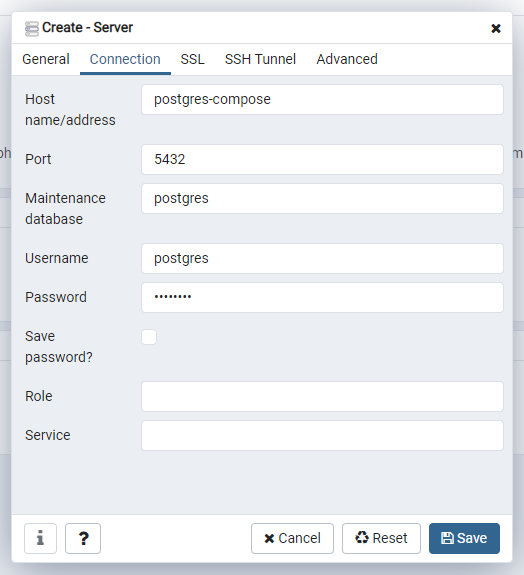 Create - Server
General Connection SSL SSH Tunnel Advanced
Host name/address postgres-compose
Port 5432
Maintenance database postgres
Username postgres
Password ••••••••
Save password?
Role
Service
i ? Cancel Reset Save